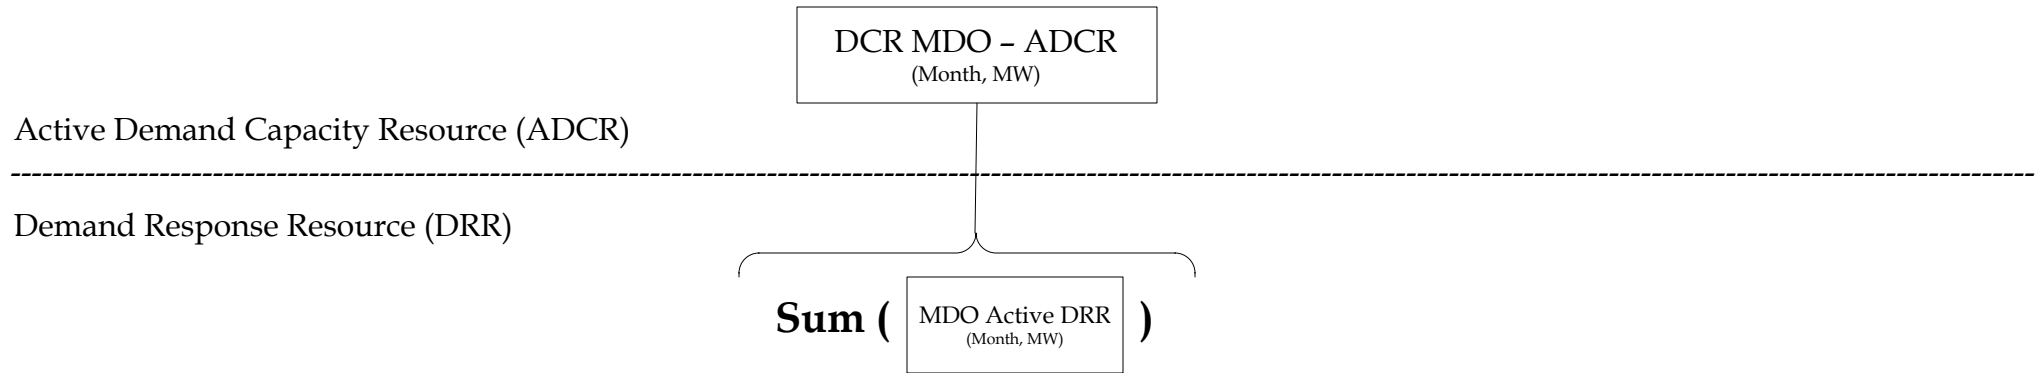 DCR MDO – ADCR
(Month, MW)
Active Demand Capacity Resource (ADCR)
Demand Response Resource (DRR)
Sum ( MDO Active DRR )
(Month, MW)